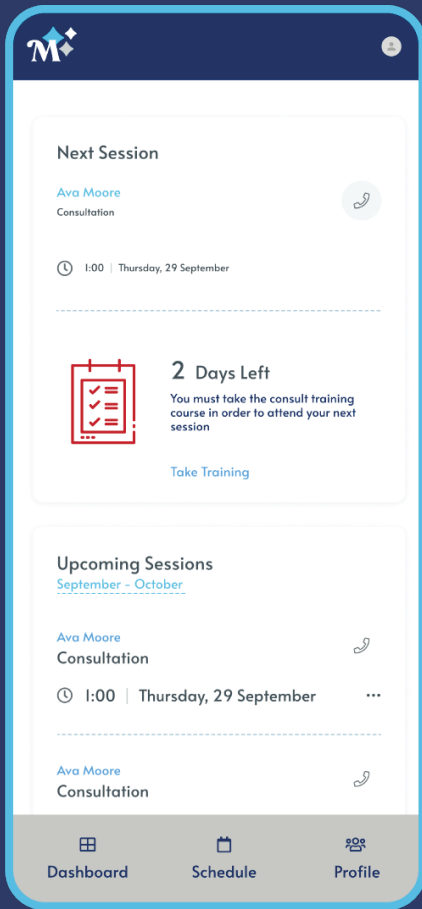 M
Next Session
Ava Moore
Consultation
1:00 | Thursday, 29 September
2 Days Left
You must take the consult training
course in order to attend your next
session
Take Training
Upcoming Sessions
September - October
Ava Moore
Consultation
1:00 | Thursday, 29 September
Ava Moore
Consultation
Dashboard
Schedule
Profile